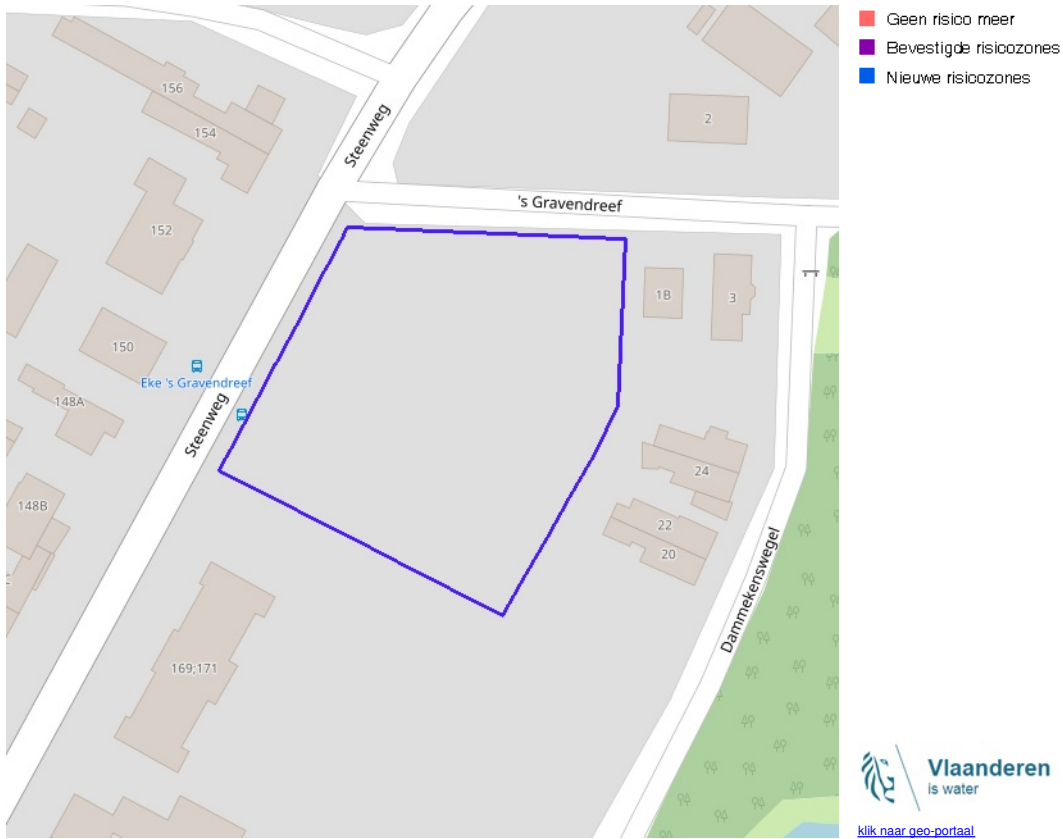 Geen risico meer
Bevestigde risicozones
Nieuwe risicozones
156
154
Steenweg
2
's Gravendreef
152
1B
3
150
Eke 's Gravendreef
148A
Steenweg
24
148B
22
20
Dammekenswegel
169;171
Vlaanderen
is water
klik naar geo-portaal